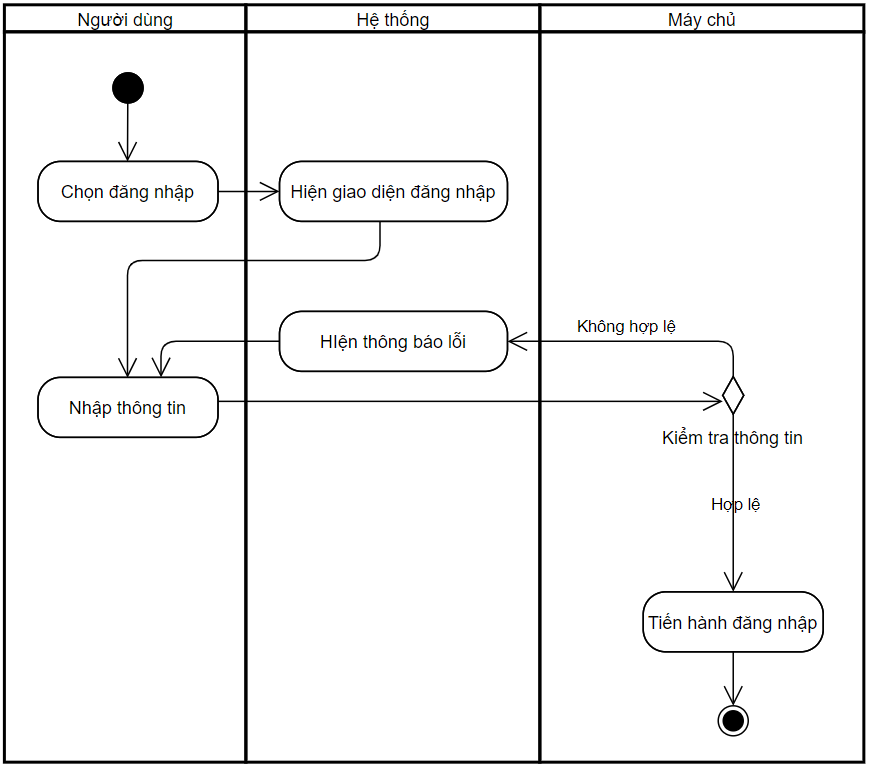 Người dùng
Hệ thống
Máy chủ
Chọn đăng nhập
Hiện giao diện đăng nhập
Không hợp lệ
HIện thông báo lỗi
Nhập thông tin
Kiểm tra thông tin
Hợp lệ
Tiến hành đăng nhập